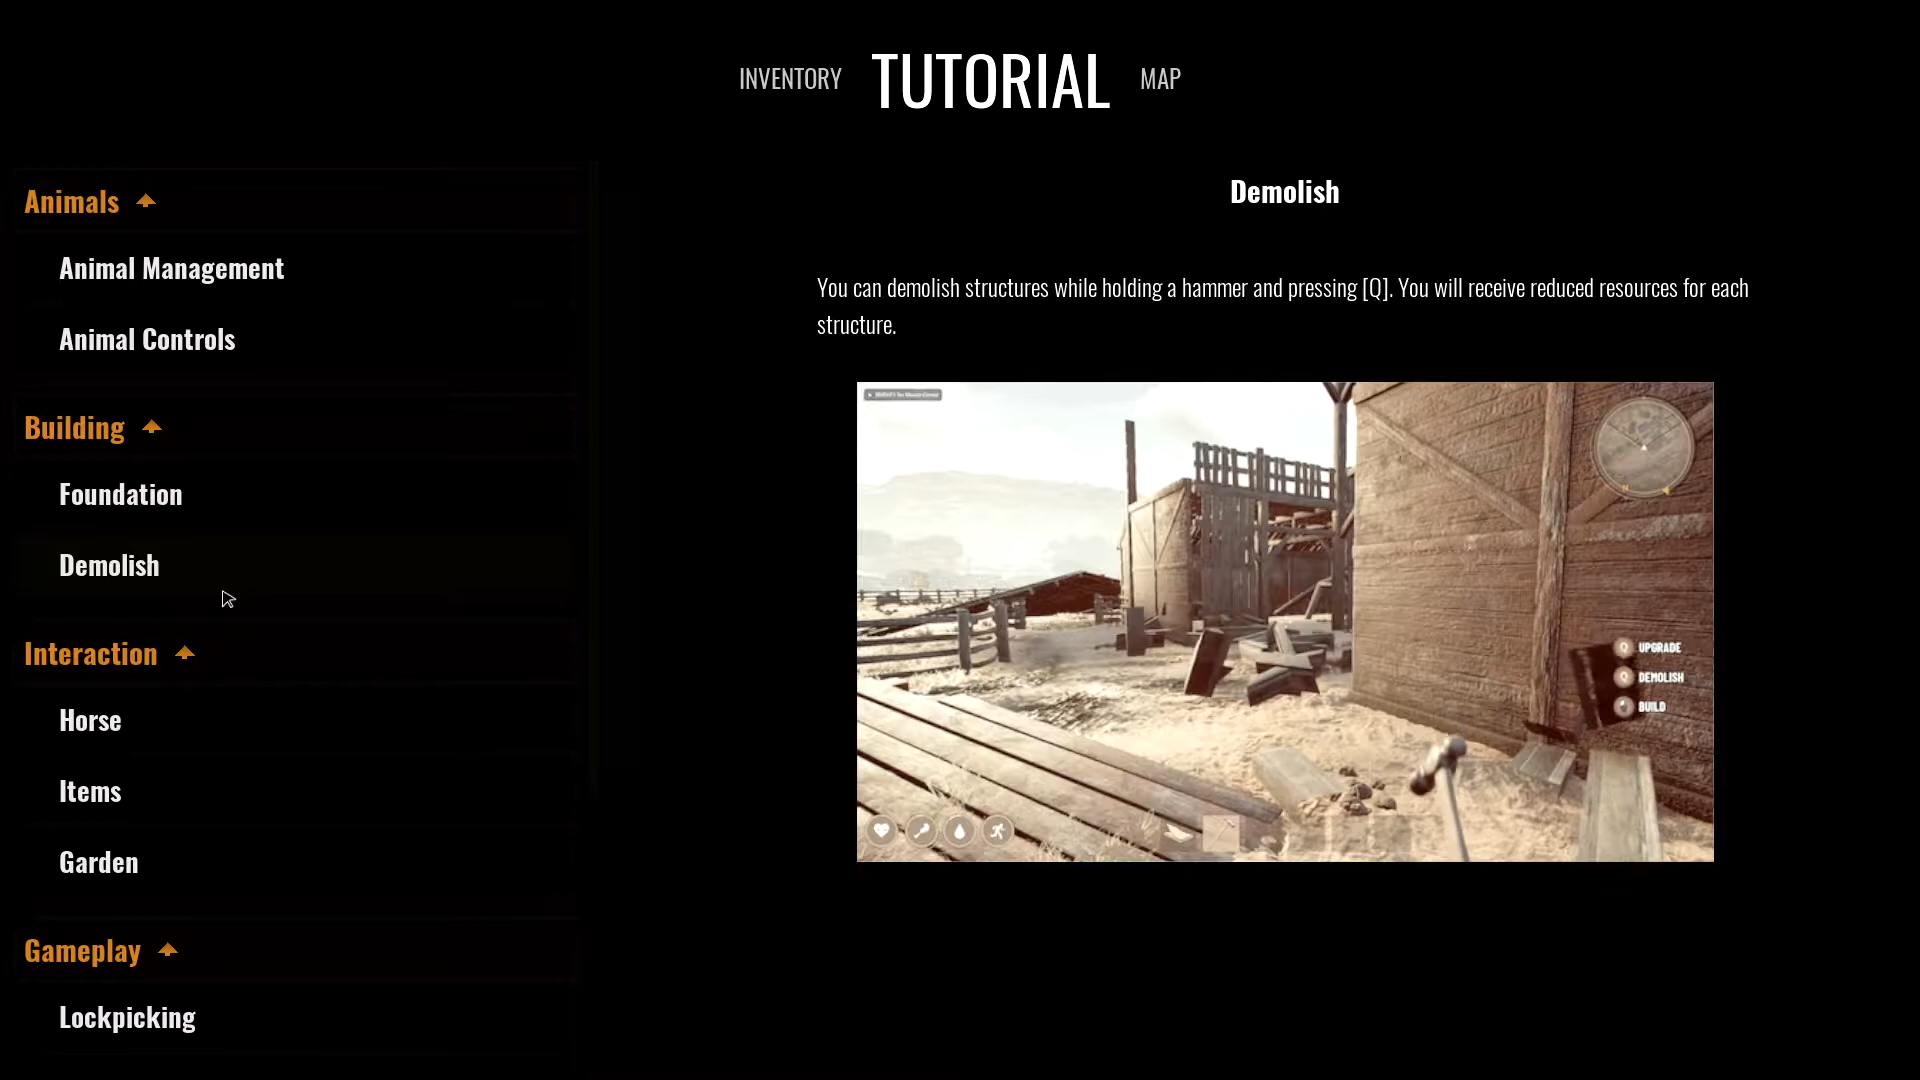 INVENTORY TUTORIAL MAP
Animals
Animal Management
Animal Controls
Building
Foundation
Demolish
Interaction
Horse
Items
Garden
Gameplay
Lockpicking
Demolish
You can demolish structures while holding a hammer and pressing [Q]. You will receive reduced resources for each
structure.
UPGRADE
DEMOLISH
BUILD